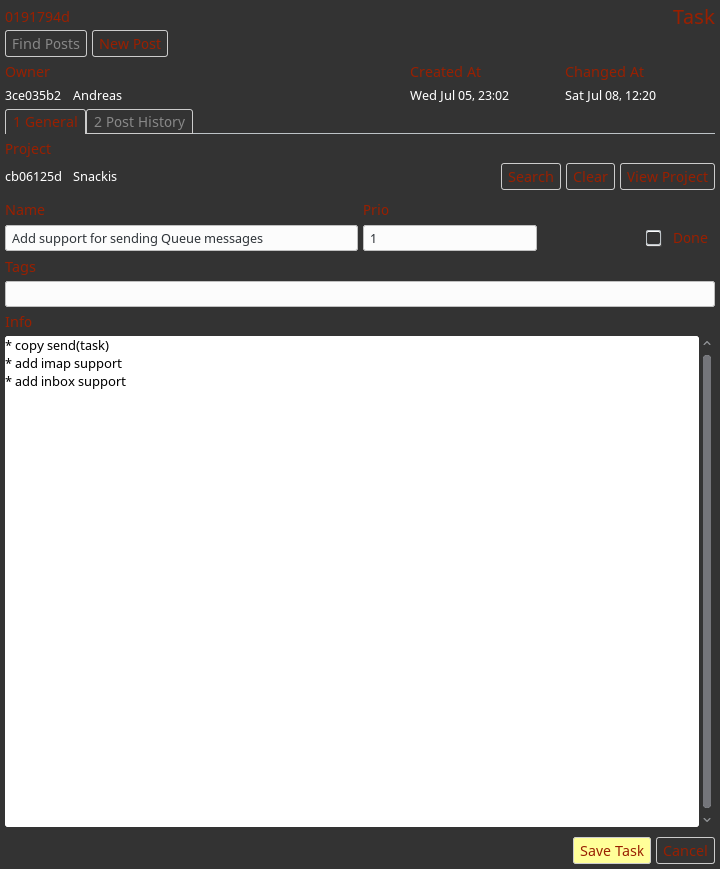 0191794d Task
Find Posts New Post
Owner Created At Changed At
3ce035b2 Andreas Wed Jul 05, 23:02 Sat Jul 08, 12:20
1 General 2 Post History
Project
cb06125d Snackis Search Clear View Project
Name Prio
Add support for sending Queue messages 1 Done
Tags
Info
* copy send(task)
* add imap support
* add inbox support
Save Task Cancel